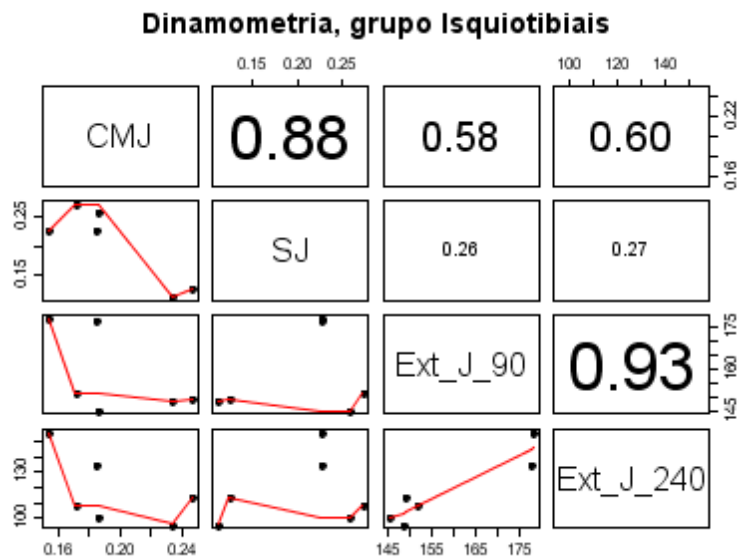 Dinamometria, grupo Isquiotibiais
0.15 0.20 0.25 100 120 140
CMJ 0.88 0.58 0.60
0.16 0.22
0.15 0.25
SJ 0.26 0.27
Ext_J_90 0.93
145 160 175
100 130
Ext_J_240
0.16 0.20 0.24 145 155 165 175